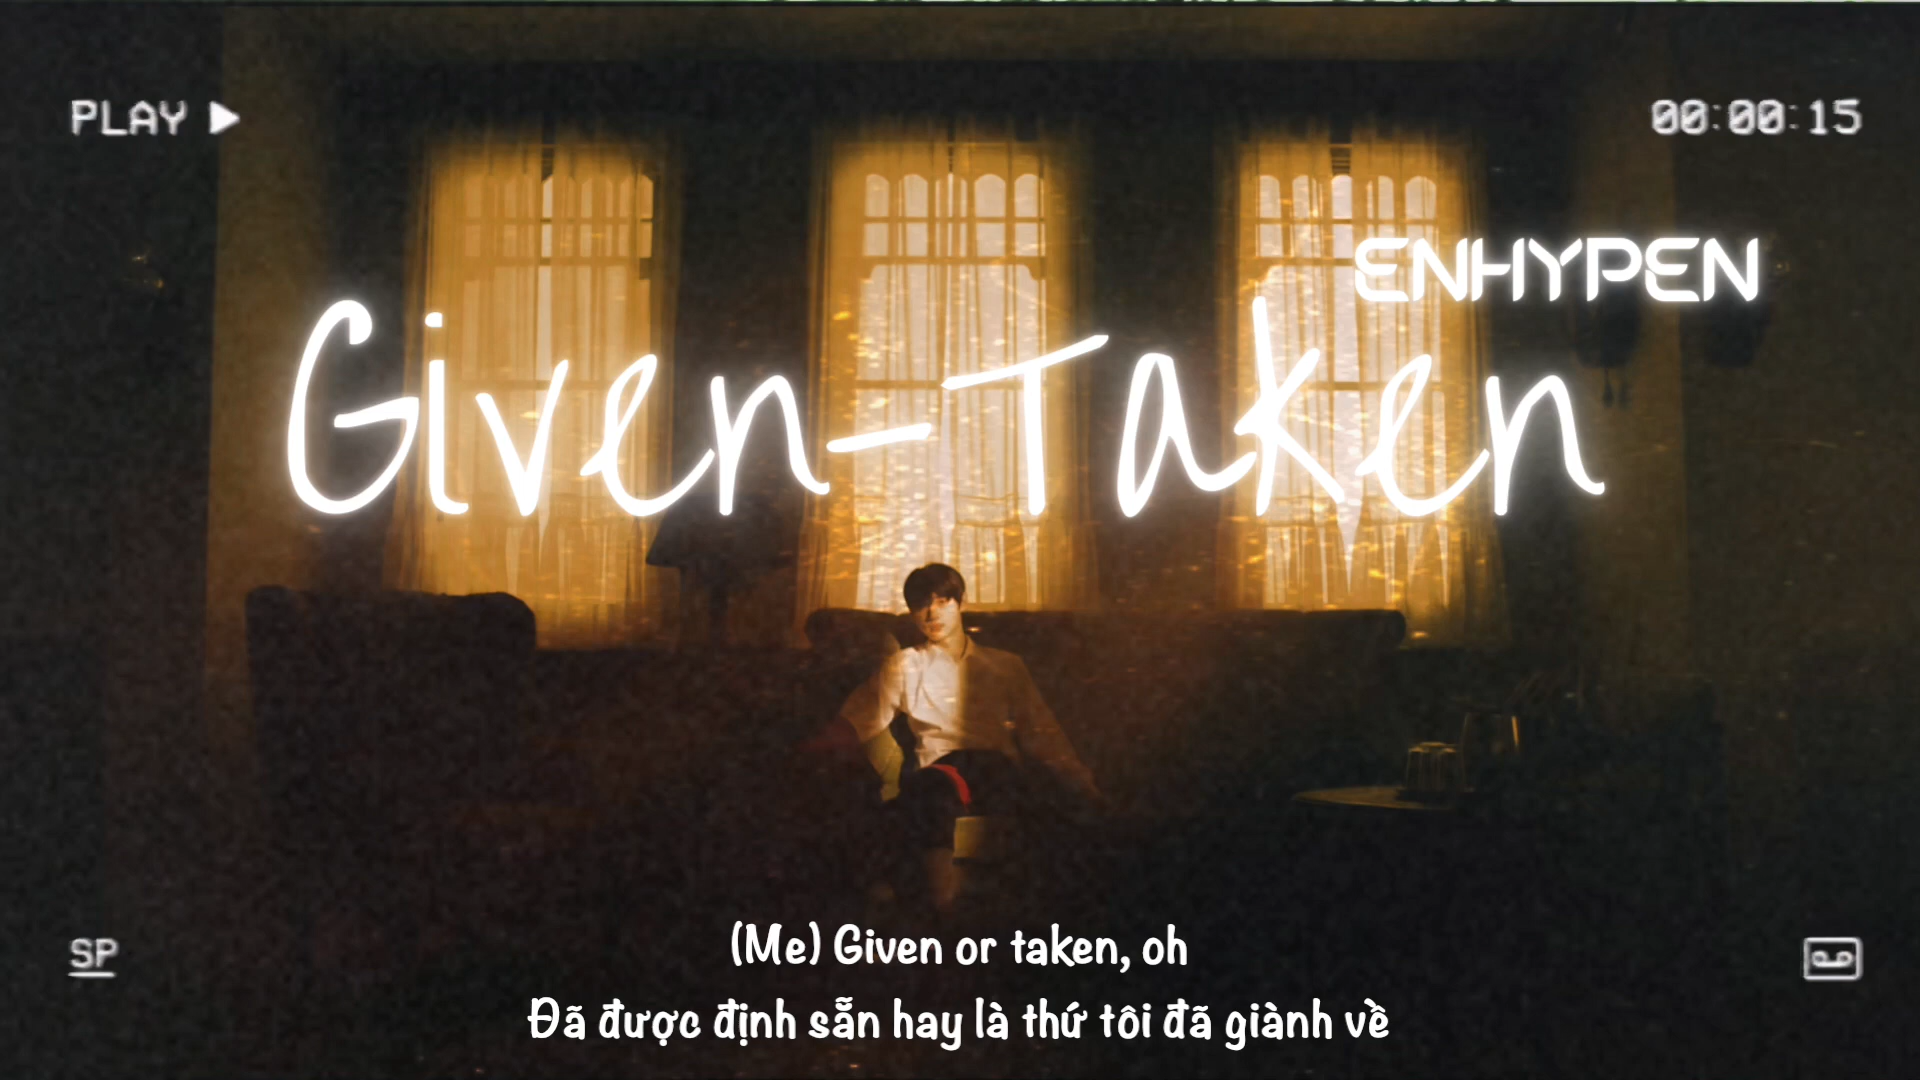 PLAY ▶
00:00:15
ENHYPEN
Given-Taken
(Me) Given or taken, oh
Đã được định sẵn hay là thứ tôi đã giành về
SP